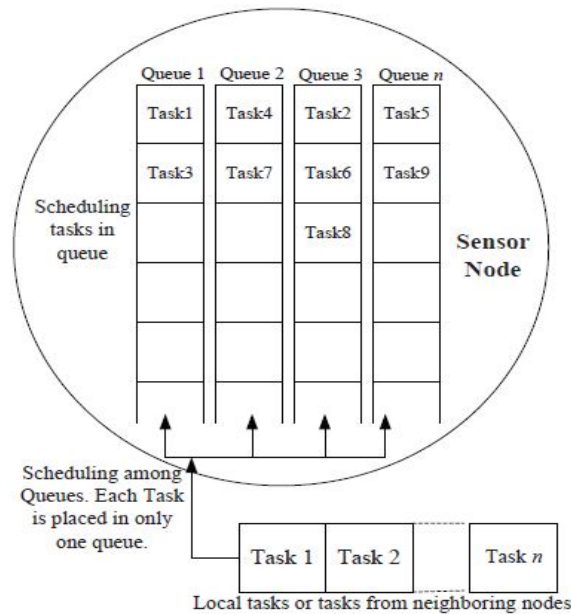 Queue 1 Queue 2 Queue 3 Queue n
Task1 Task4 Task2 Task5
Task3 Task7 Task6 Task9
Task8
Scheduling
tasks in
queue
Sensor
Node
Scheduling among
Queues. Each Task
is placed in only
one queue.
Task 1 Task 2 Task n
Local tasks or tasks from neighboring nodes